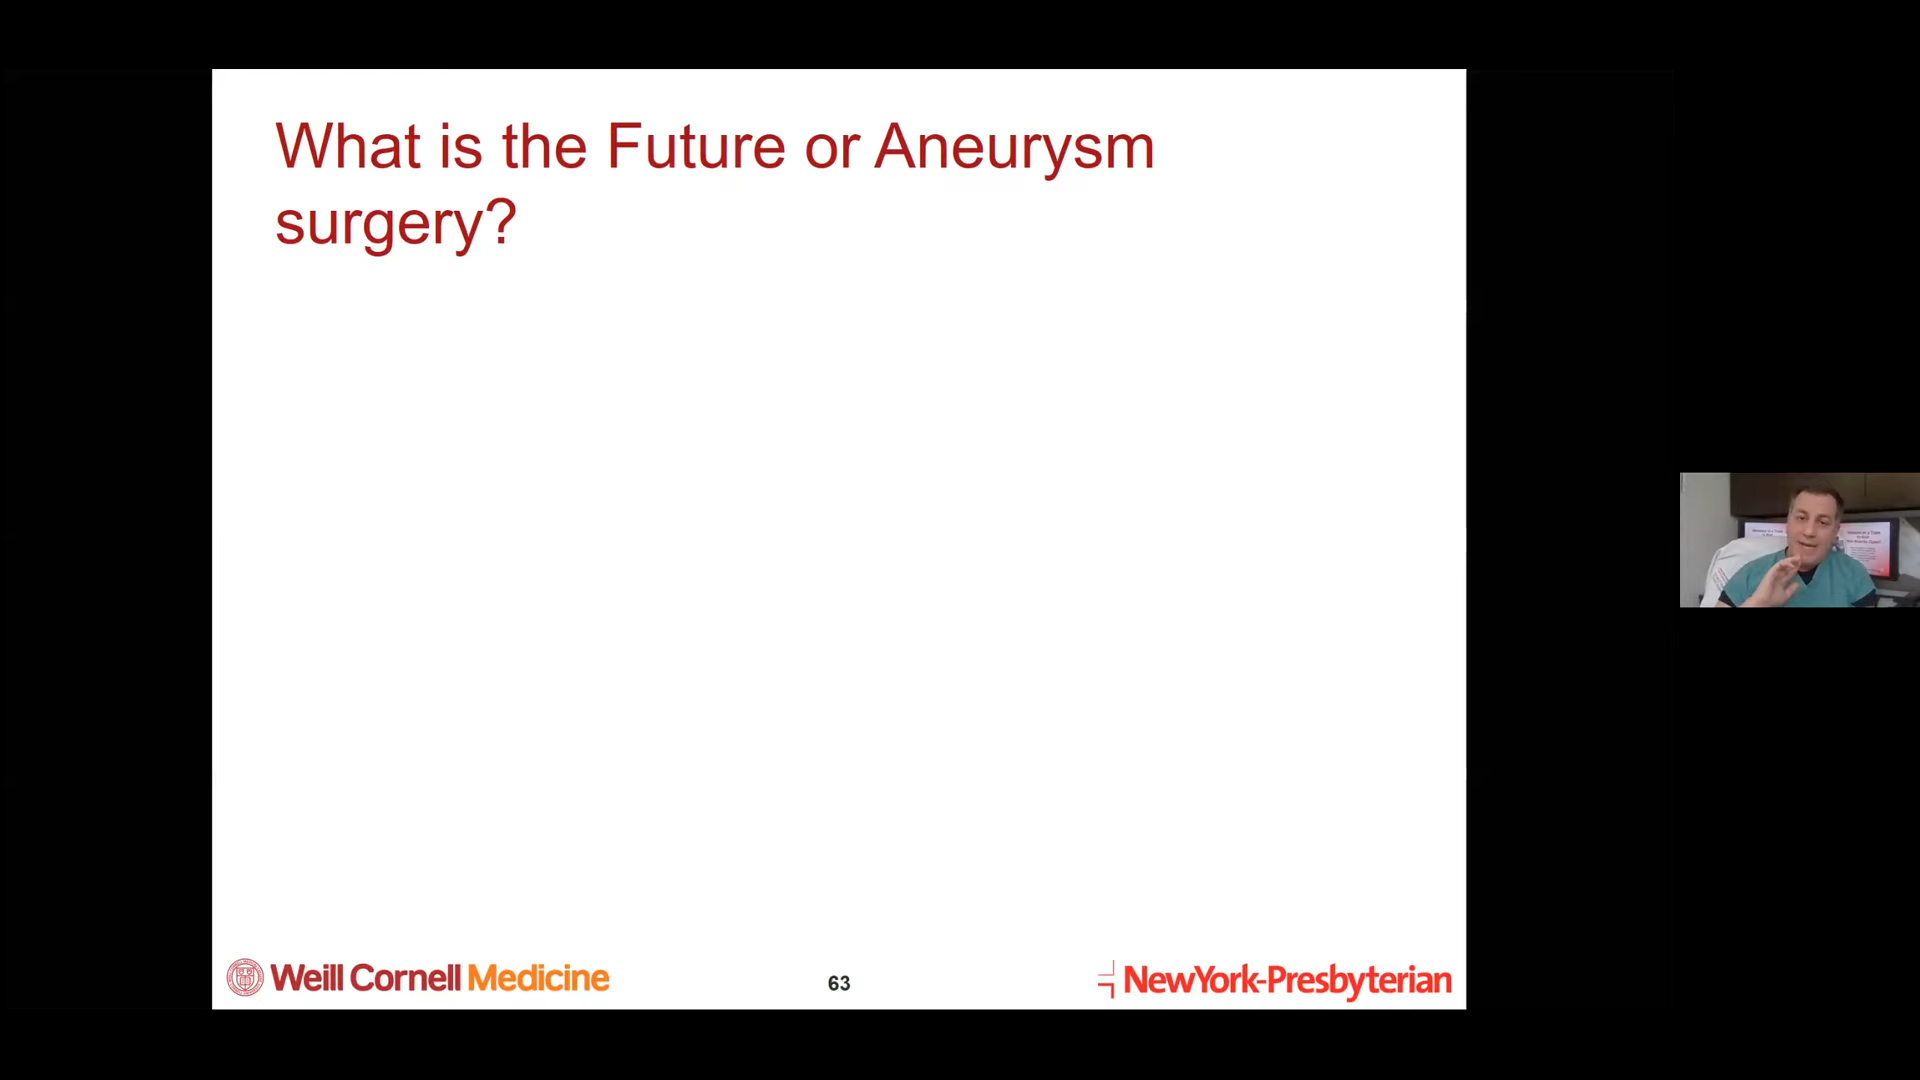 What is the Future or Aneurysm
surgery?
Weill Cornell Medicine
63
NewYork-Presbyterian